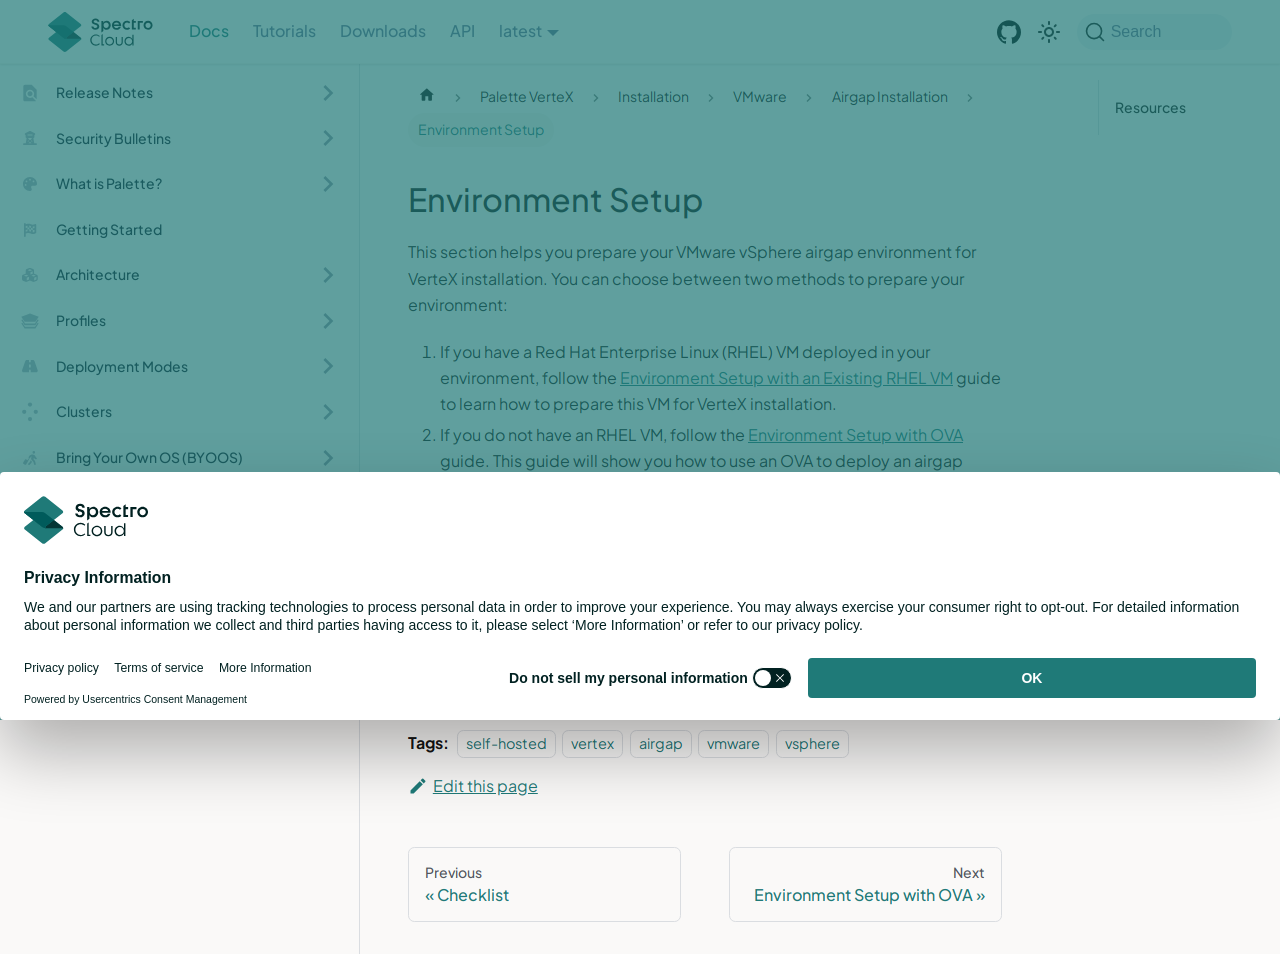 Spectro Cloud
Docs
Tutorials
Downloads
API
latest
Search
Release Notes
Security Bulletins
What is Palette?
Getting Started
Architecture
Profiles
Deployment Modes
Clusters
Bring Your Own OS (BYOOS)
Palette VerteX
Installation
VMware
Airgap Installation
Environment Setup
Resources
Environment Setup
This section helps you prepare your VMware vSphere airgap environment for
VerteX installation. You can choose between two methods to prepare your
environment:
1. If you have a Red Hat Enterprise Linux (RHEL) VM deployed in your
environment, follow the Environment Setup with an Existing RHEL VM guide
to learn how to prepare this VM for VerteX installation.
2. If you do not have an RHEL VM, follow the Environment Setup with OVA
guide. This guide will show you how to use an OVA to deploy an airgap
Spectro
Cloud
Privacy Information
We and our partners are using tracking technologies to process personal data in order to improve your experience. You may always exercise your consumer right to opt-out. For detailed information
about personal information we collect and third parties having access to it, please select ‘More Information’ or refer to our privacy policy.
Privacy policy
Terms of service
More Information
Powered by Usercentrics Consent Management
Do not sell my personal information
OK
Tags: self-hosted vertex airgap vmware vsphere
Edit this page
Previous
« Checklist
Next
Environment Setup with OVA »